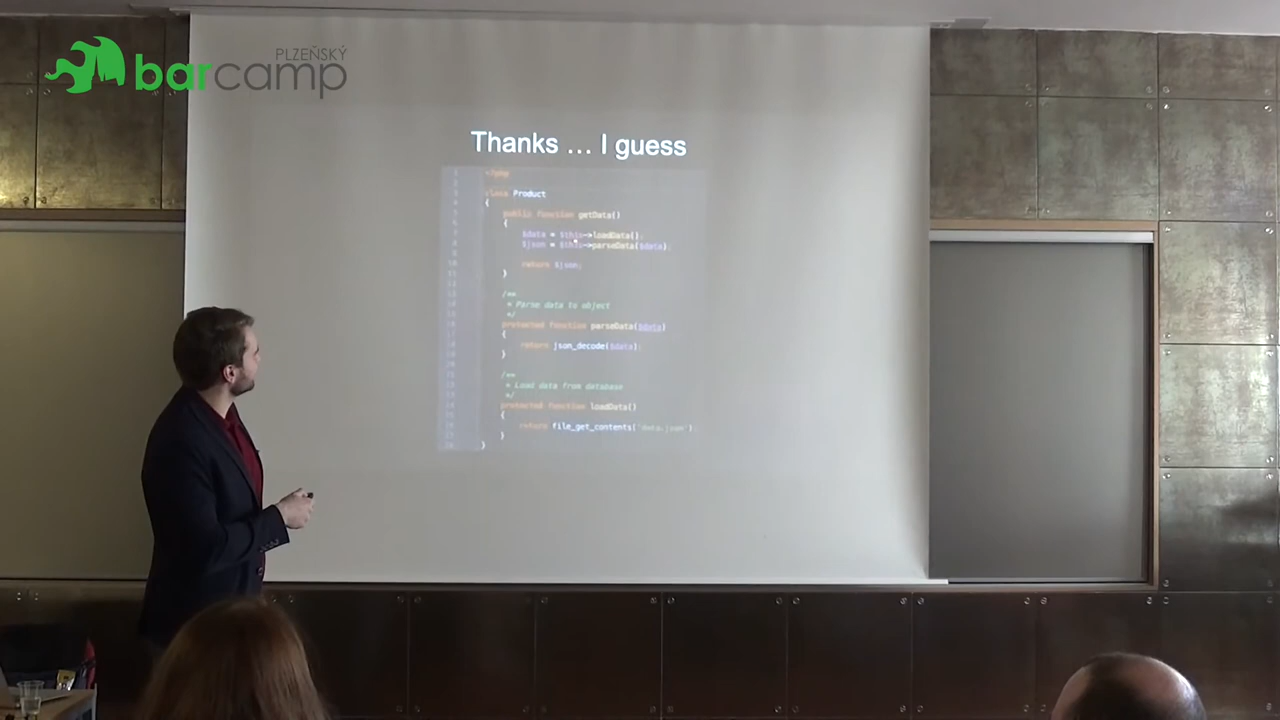 PLZEŇSKÝ
barcamp
Thanks … I guess
<?php
class Product
{
public function getData()
{
$data = $this->loadData();
$json = $this->parseData($data);
return $json;
}
/**
* Parse data to object
*/
protected function parseData($data)
{
return json_decode($data);
}
/**
* Load data from database
*/
protected function loadData()
{
return file_get_contents('data.json');
}
}